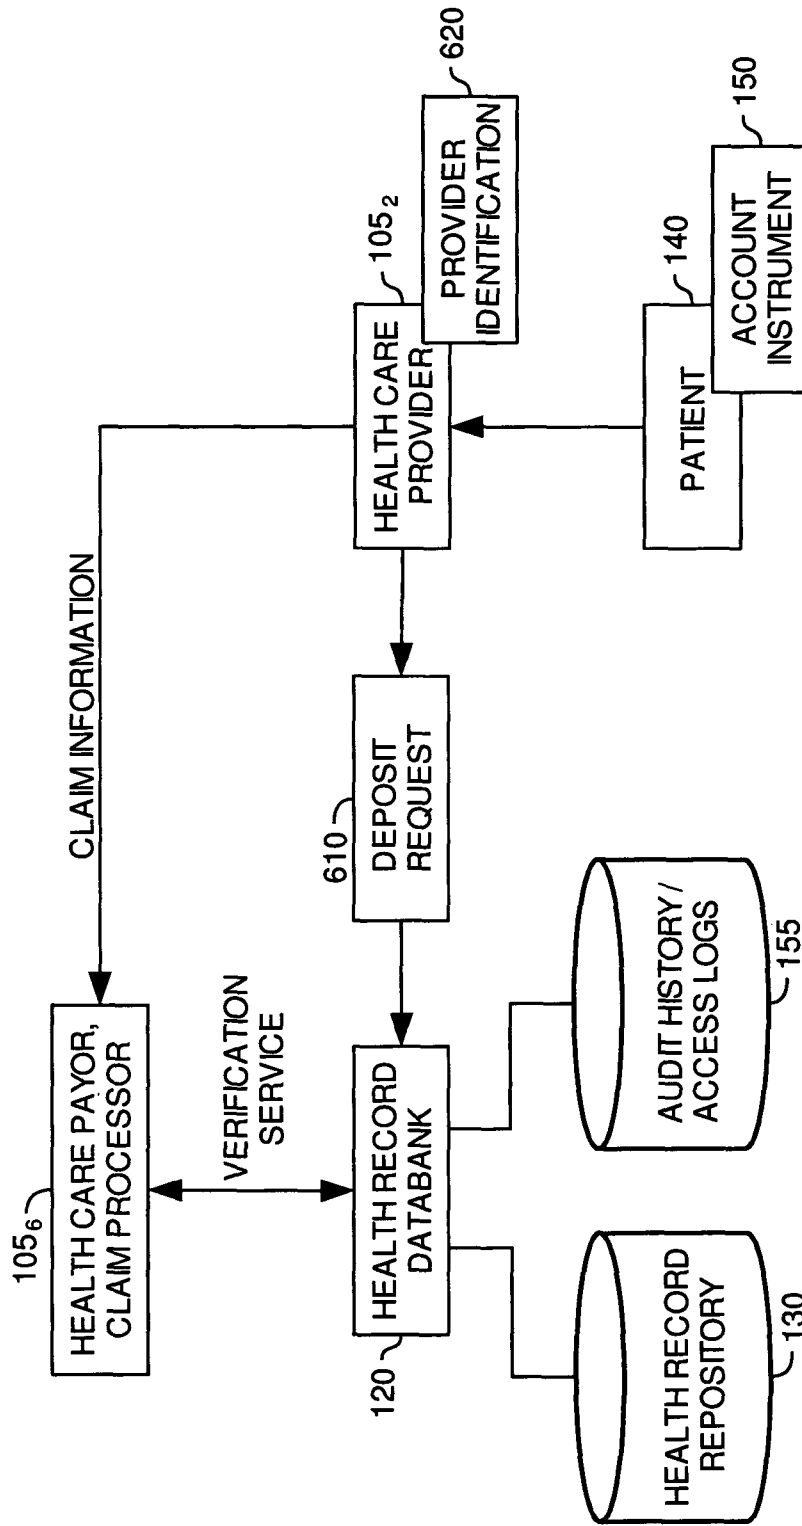 105₆
HEALTH CARE PAYOR,
CLAIM PROCESSOR
CLAIM INFORMATION
VERIFICATION
SERVICE
120
HEALTH RECORD
DATABANK
610
DEPOSIT
REQUEST
HEALTH CARE
PROVIDER
105₂
PROVIDER
IDENTIFICATION
620
HEALTH RECORD
REPOSITORY
130
AUDIT HISTORY/
ACCESS LOGS
155
PATIENT
140
ACCOUNT
INSTRUMENT
150